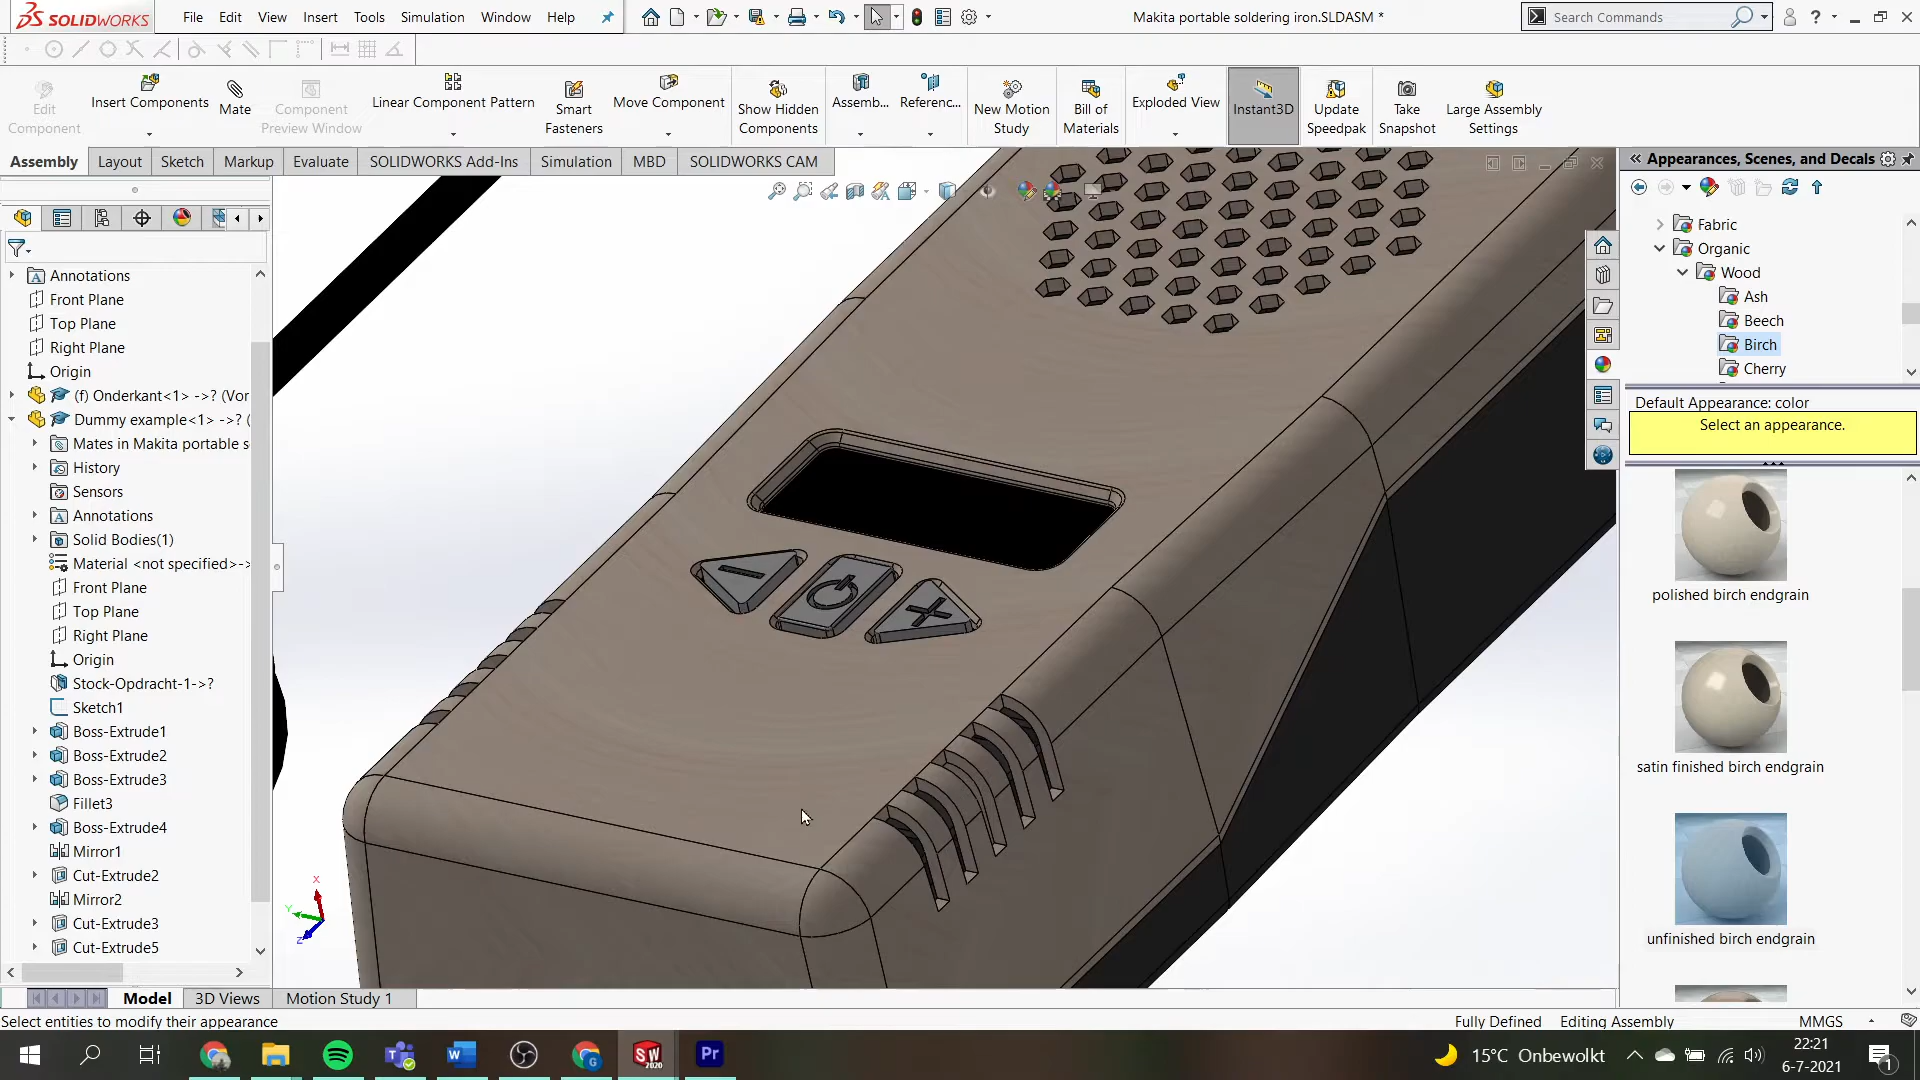 SOLIDWORKS
File Edit View Insert Tools Simulation Window Help
Makita portable soldering iron.SLDASM *
Search Commands
Edit Component
Insert Components
Mate
Component Preview Window
Linear Component Pattern
Smart Fasteners
Move Component
Show Hidden Components
Assemb...
Referenc...
New Motion Study
Bill of Materials
Exploded View
Instant3D
Update Speedpak
Take Snapshot
Large Assembly Settings
Assembly Layout Sketch Markup Evaluate SOLIDWORKS Add-Ins Simulation MBD SOLIDWORKS CAM
Annotations
Front Plane
Top Plane
Right Plane
Origin
(f) Onderkant<1> ->? (Vor
Dummy example<1> ->? (
Mates in Makita portable s
History
Sensors
Annotations
Solid Bodies(1)
Material <not specified>->
Front Plane
Top Plane
Right Plane
Origin
Stock-Opdracht-1->?
Sketch1
Boss-Extrude1
Boss-Extrude2
Boss-Extrude3
Fillet3
Boss-Extrude4
Mirror1
Cut-Extrude2
Mirror2
Cut-Extrude3
Cut-Extrude5
X
Y
Z
Appearances, Scenes, and Decals
Fabric
Organic
Wood
Ash
Beech
Birch
Cherry
Default Appearance: color
Select an appearance.
polished birch endgrain
satin finished birch endgrain
unfinished birch endgrain
Model 3D Views Motion Study 1
Select entities to modify their appearance
Fully Defined Editing Assembly MMGS
15°C Onbewolkt
22:21
6-7-2021
1
SW
2020
Pr